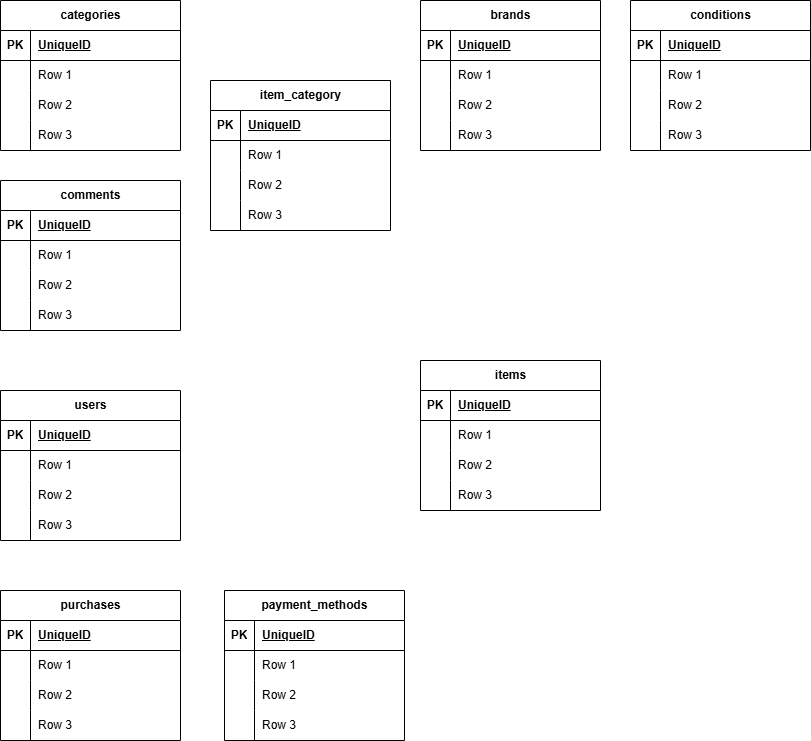 categories
PK UniqueID
Row 1
Row 2
Row 3
item_category
PK UniqueID
Row 1
Row 2
Row 3
brands
PK UniqueID
Row 1
Row 2
Row 3
conditions
PK UniqueID
Row 1
Row 2
Row 3
comments
PK UniqueID
Row 1
Row 2
Row 3
users
PK UniqueID
Row 1
Row 2
Row 3
items
PK UniqueID
Row 1
Row 2
Row 3
purchases
PK UniqueID
Row 1
Row 2
Row 3
payment_methods
PK UniqueID
Row 1
Row 2
Row 3